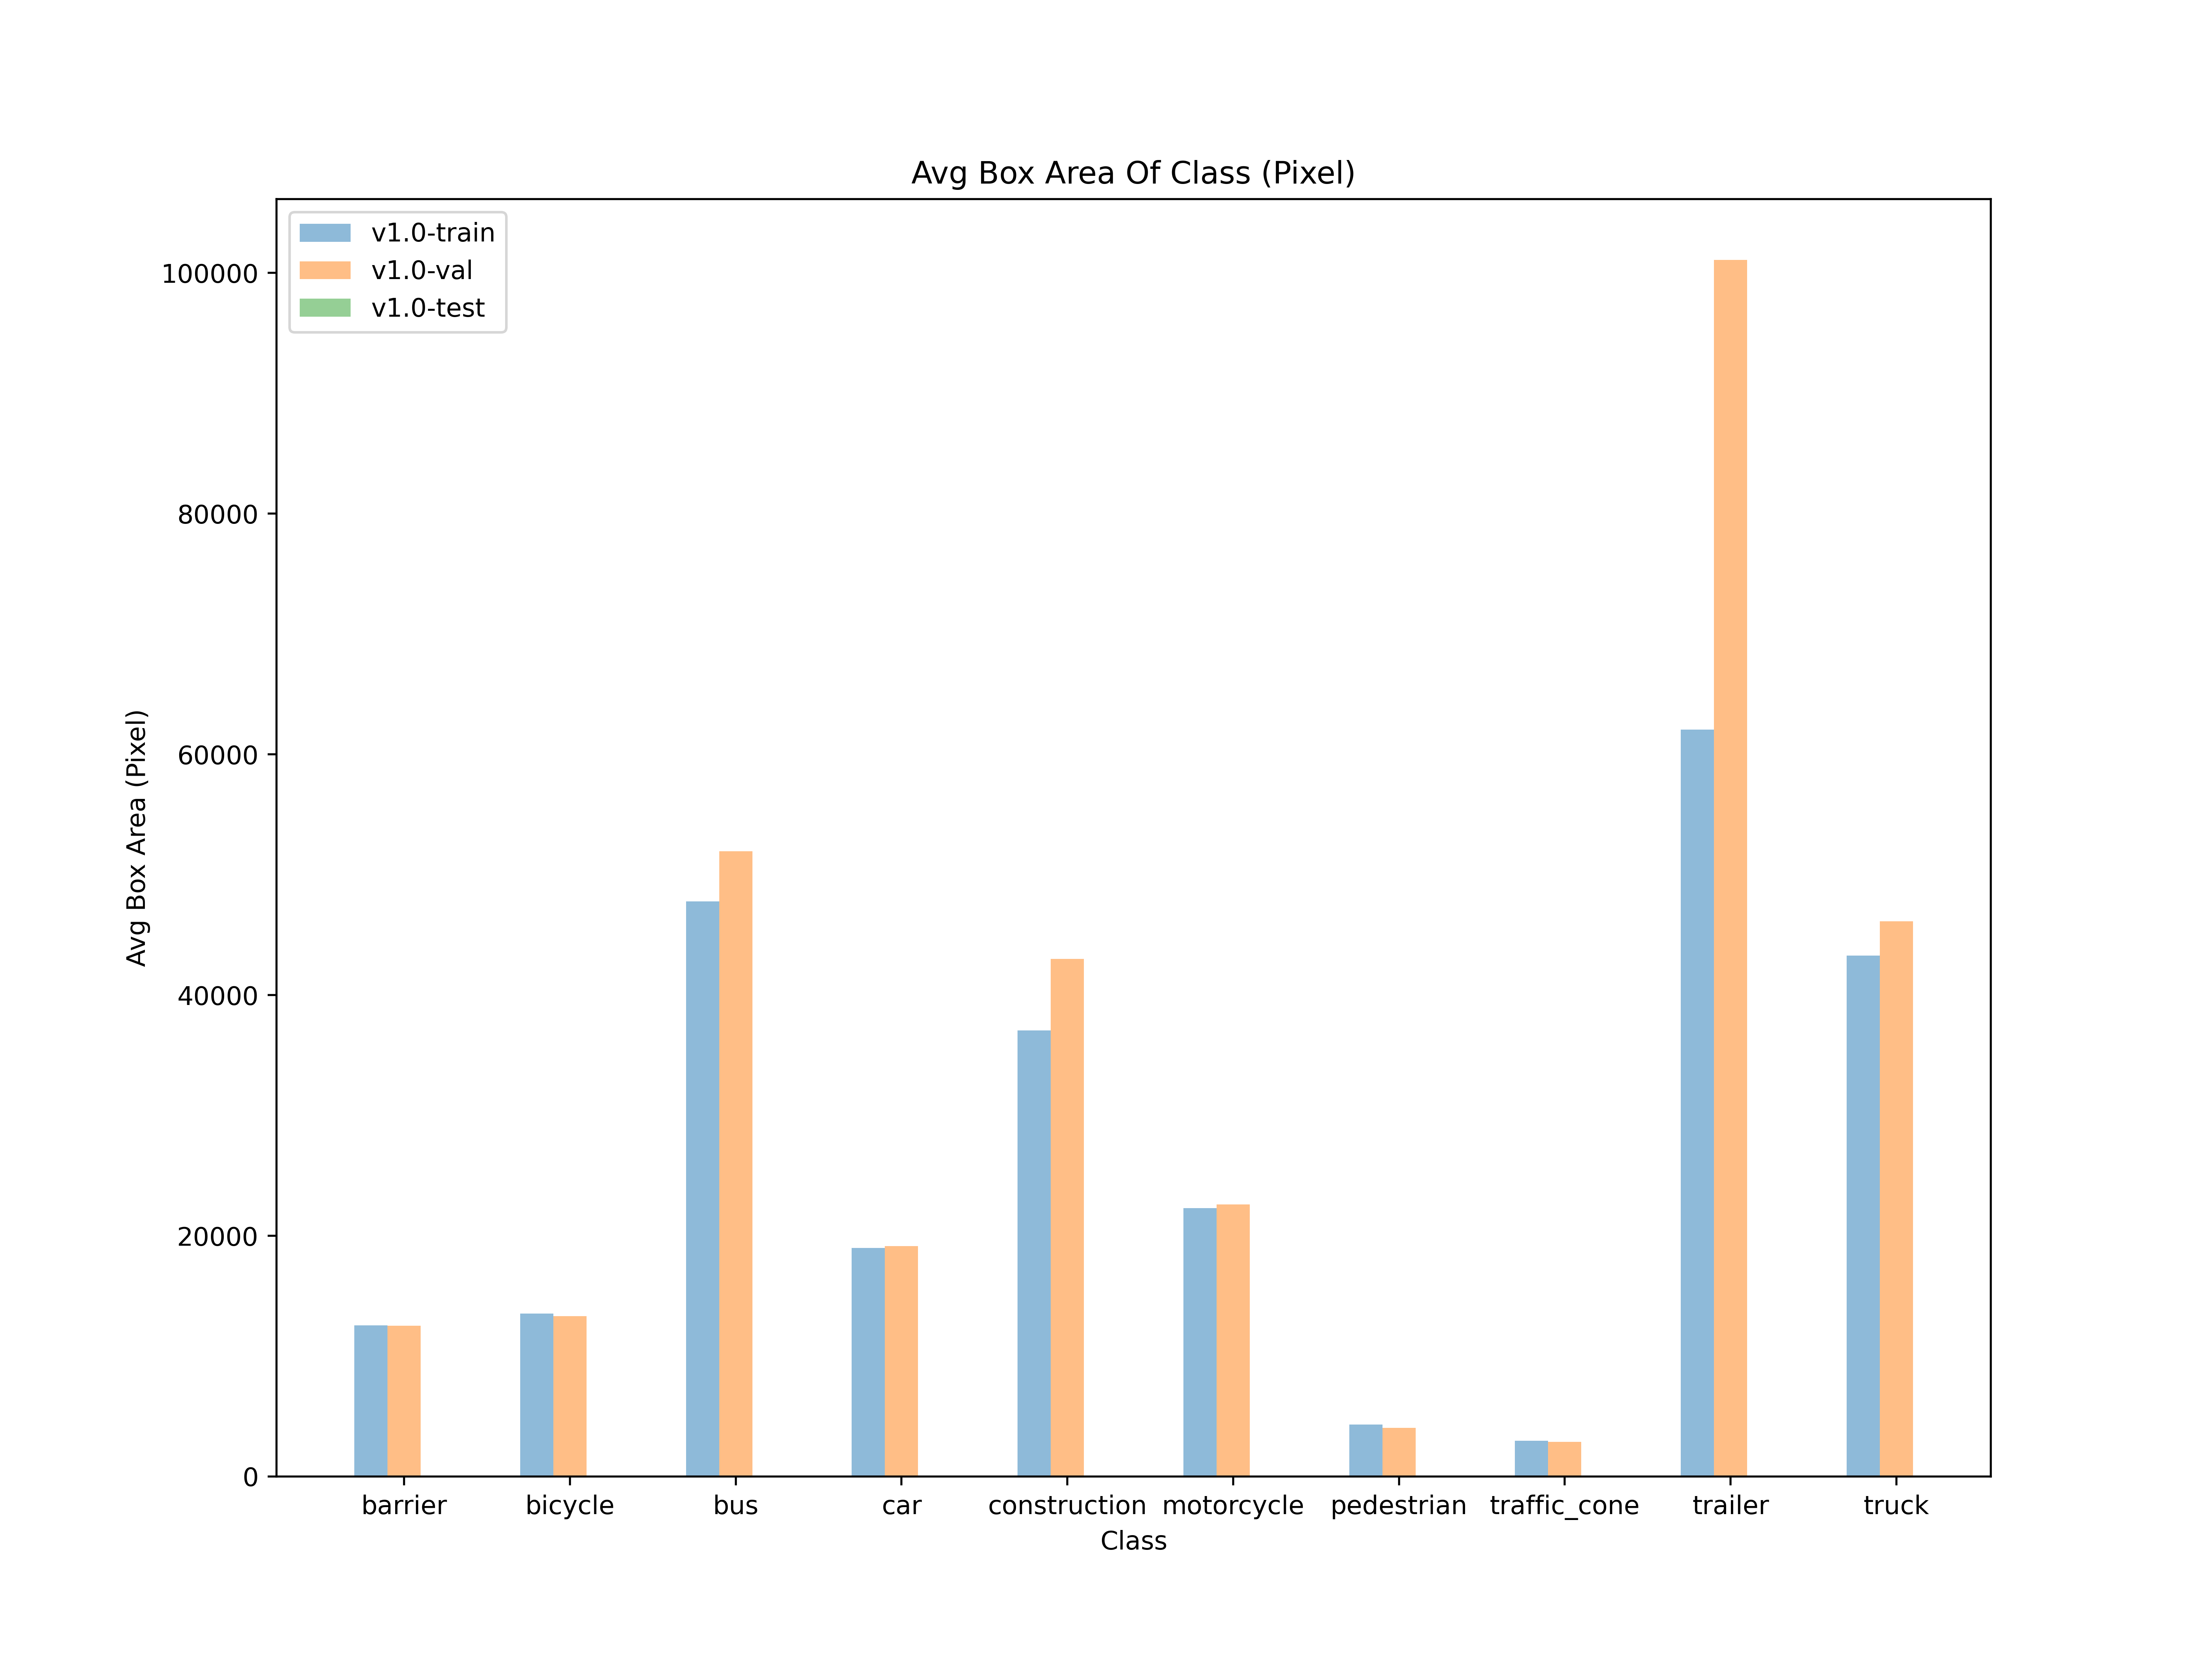 Avg Box Area Of Class (Pixel)
v1.0-train
v1.0-val
v1.0-test
100000
80000
60000
40000
20000
0
Avg Box Area (Pixel)
barrier bicycle bus car construction motorcycle pedestrian traffic_cone trailer truck
Class